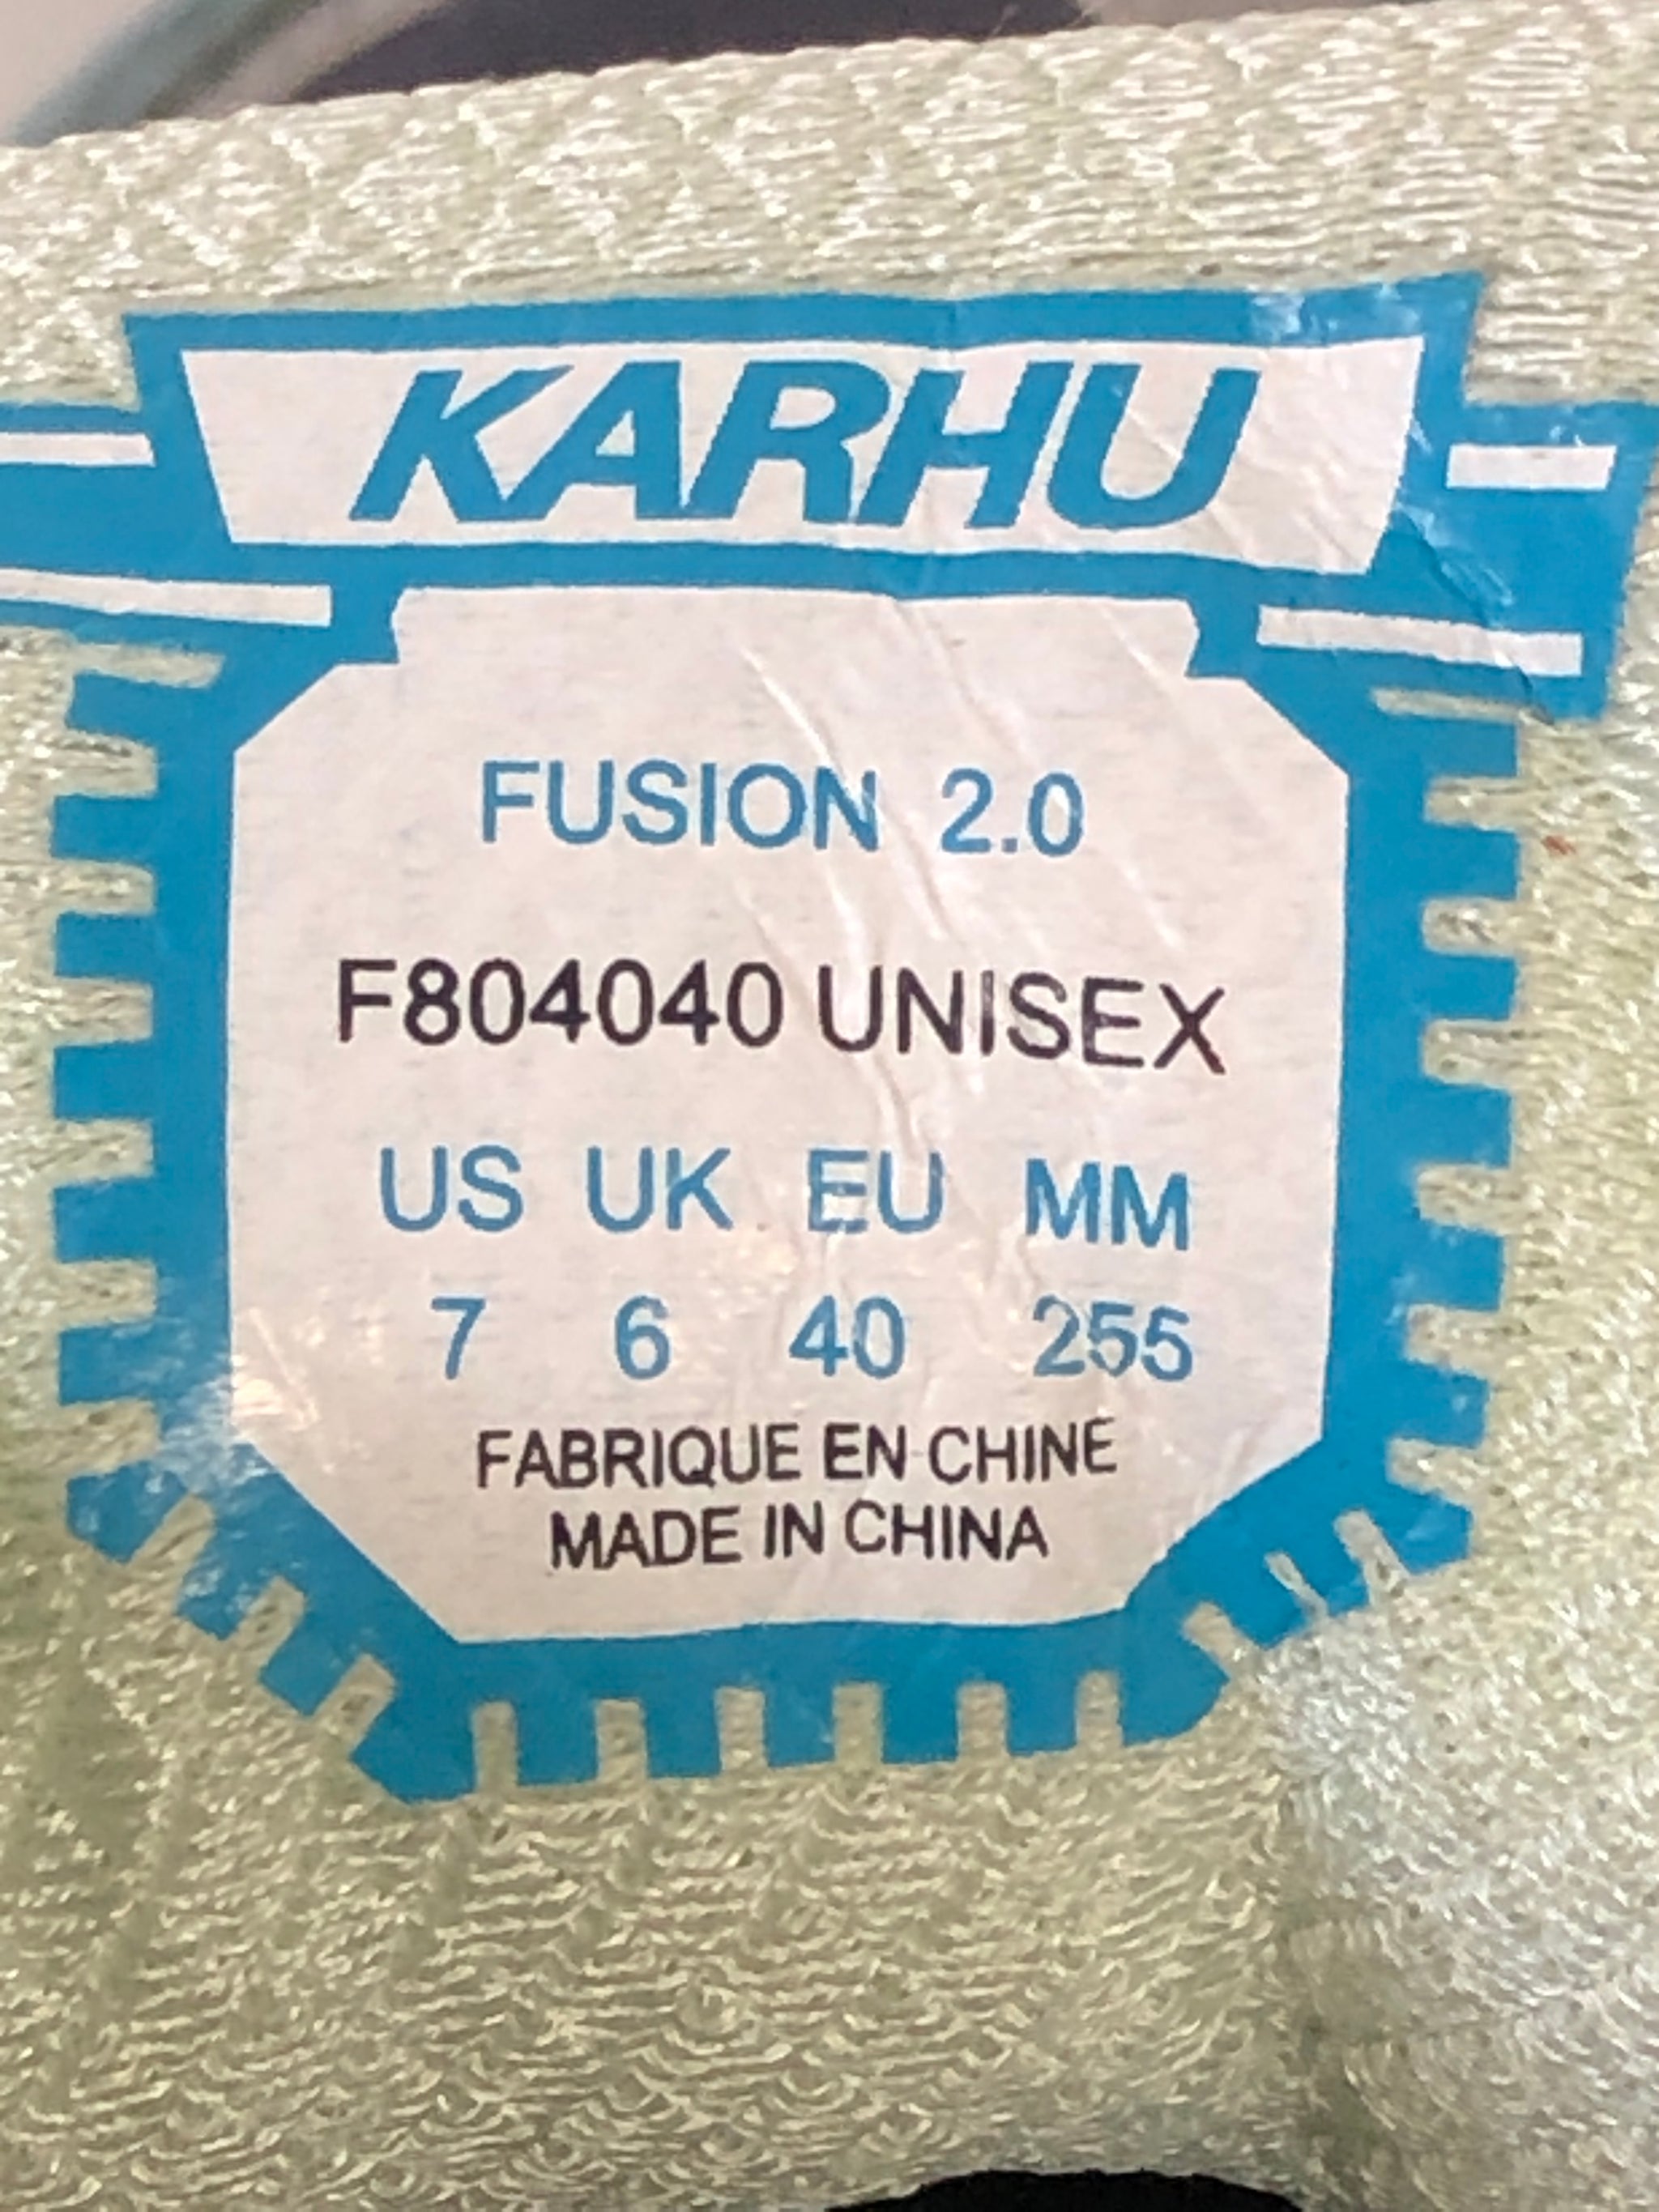 KARHU
FUSION 2.0
F804040 UNISEX
US UK EU MM
7 6 40 255
FABRIQUE EN CHINE
MADE IN CHINA